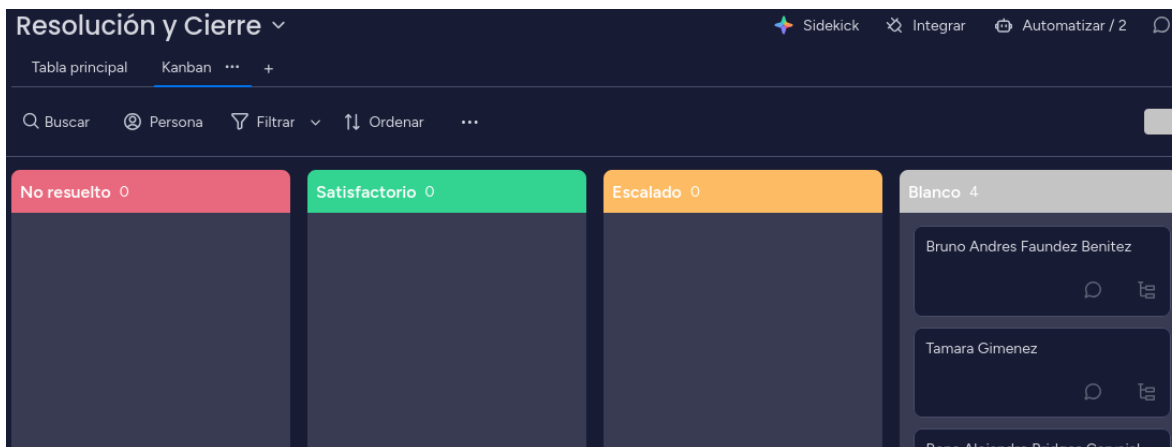 Resolución y Cierre
Sidekick
Integrar
Automatizar / 2
Tabla principal
Kanban
Buscar
Persona
Filtrar
Ordenar
No resuelto 0
Satisfactorio 0
Escalado 0
Blanco 4
Bruno Andres Faundez Benitez
Tamara Gimenez